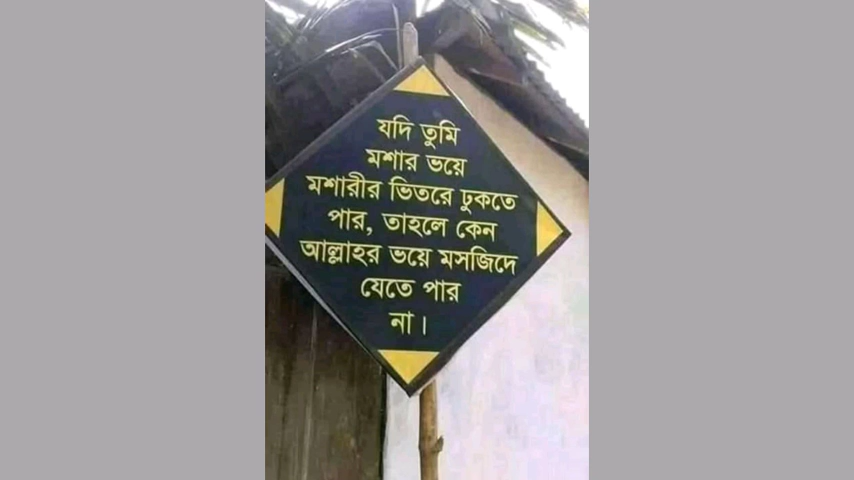 যদি তুমি
মশার ভয়ে
মশারীর ভিতরে ঢুকতে
পার, তাহলে কেন
আল্লাহর ভয়ে মসজিদে
যেতে পার
না।